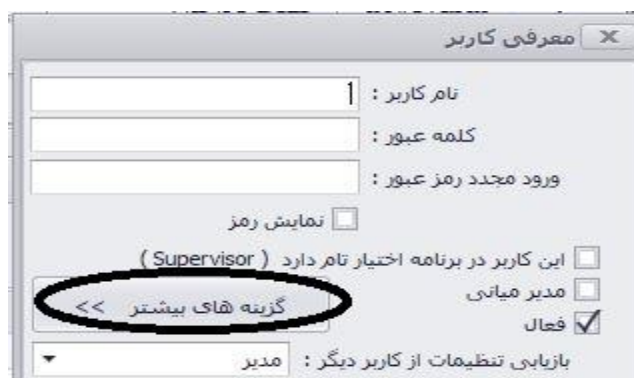 معرفی کاربر
نام کاربر : 1
کلمه عبور :
ورود مجدد رمز عبور :
نمایش رمز
این کاربر در برنامه اختیار تام دارد ( Supervisor )
مدیر میانی
گزینه های بیشتر >>
فعال
بازیابی تنظیمات از کاربر دیگر : مدیر